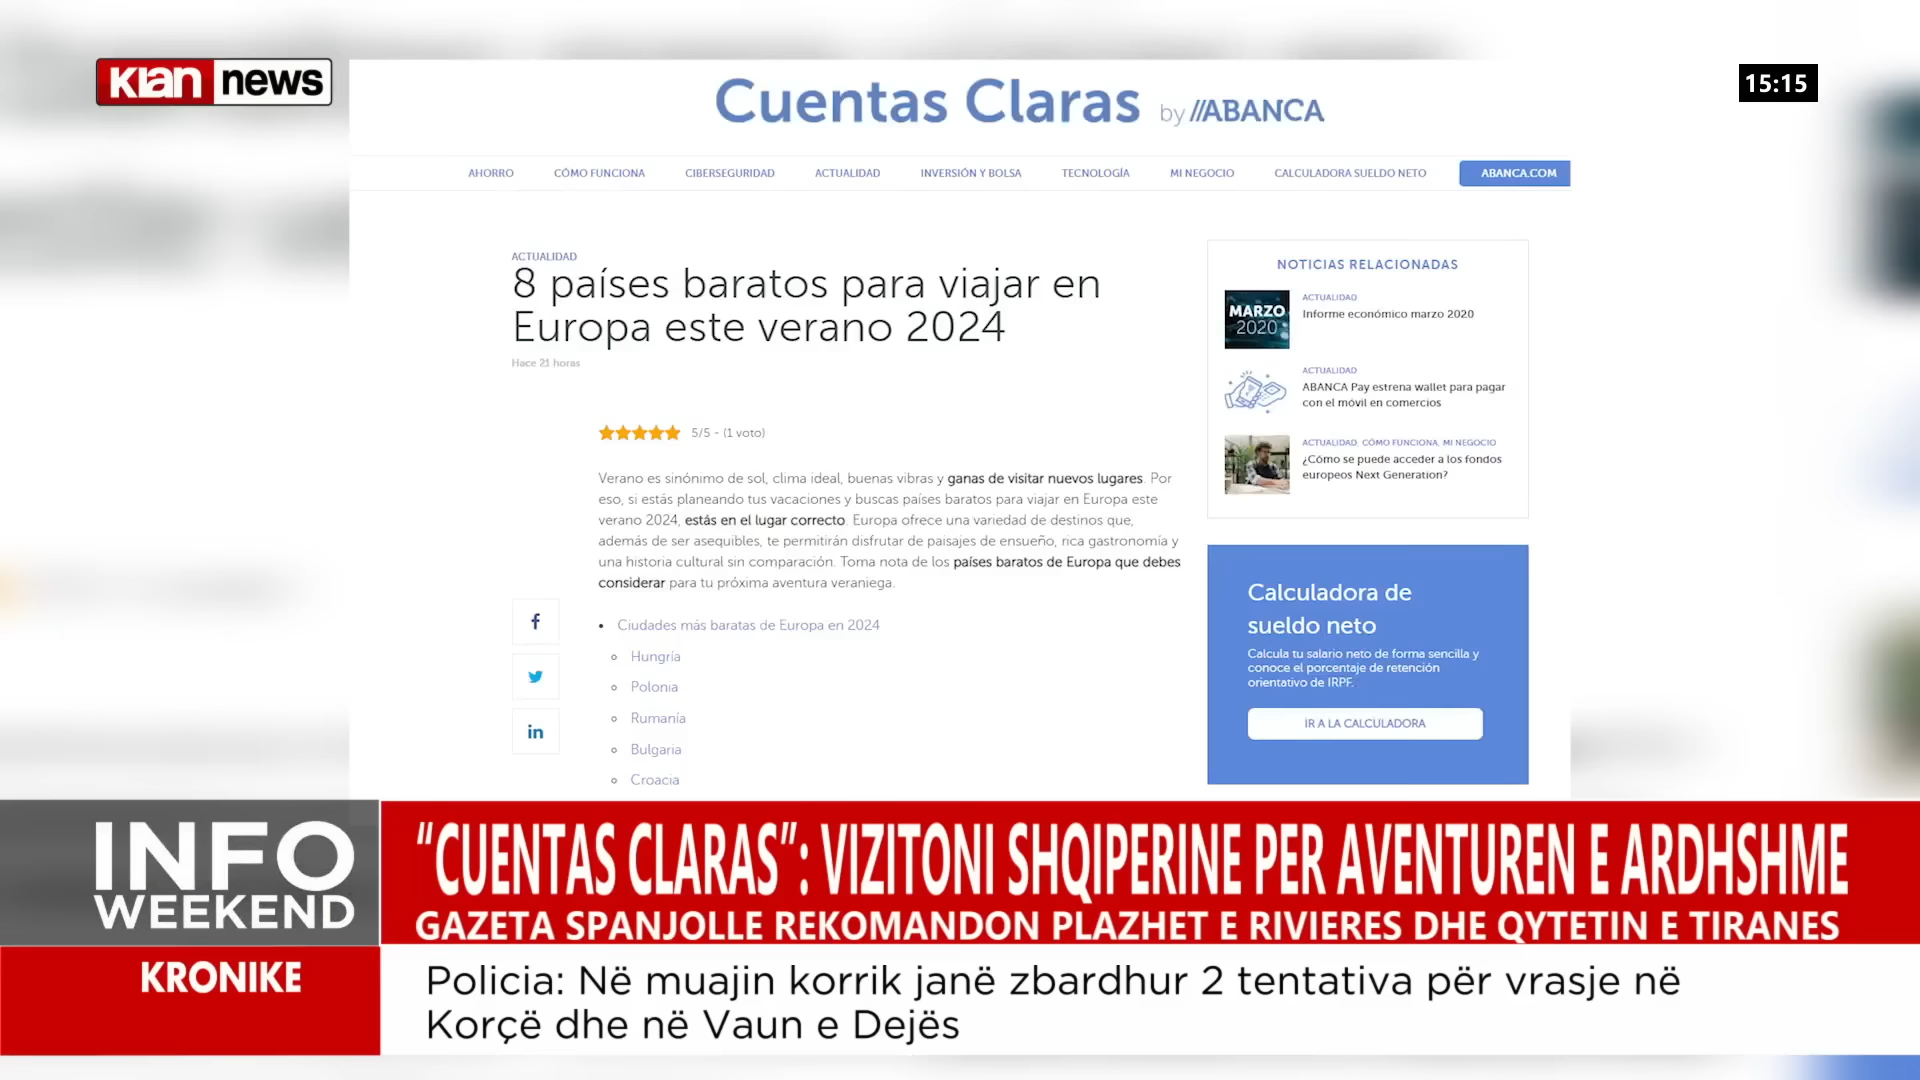 Klan news
15:15
Cuentas Claras by //ABANCA
AHORRO CÓMO FUNCIONA CIBERSEGURIDAD ACTUALIDAD INVERSIÓN Y BOLSA TECNOLOGÍA MI NEGOCIO CALCULADORA SUELDO NETO ABANCA.COM
ACTUALIDAD
8 países baratos para viajar en
Europa este verano 2024
Hace 21 horas
5/5 - (1 voto)
Verano es sinónimo de sol, clima ideal, buenas vibras y ganas de visitar nuevos lugares. Por
eso, si estás planeando tus vacaciones y buscas países baratos para viajar en Europa este
verano 2024, estás en el lugar correcto. Europa ofrece una variedad de destinos que,
además de ser asequibles, te permitirán disfrutar de paisajes de ensueño, rica gastronomía y
una historia cultural sin comparación. Toma nota de los países baratos de Europa que debes
considerar para tu próxima aventura veraniega.
Ciudades más baratas de Europa en 2024
Hungría
Polonia
Rumanía
Bulgaria
Croacia
NOTICIAS RELACIONADAS
MARZO
2020
ACTUALIDAD
Informe económico marzo 2020
ACTUALIDAD
ABANCA Pay estrena wallet para pagar
con el móvil en comercios
ACTUALIDAD, CÓMO FUNCIONA, MI NEGOCIO
¿Cómo se puede acceder a los fondos
europeos Next Generation?
Calculadora de
sueldo neto
Calcula tu salario neto de forma sencilla y
conoce el porcentaje de retención
orientativo de IRPF.
IR A LA CALCULADORA
INFO
WEEKEND
“CUENTAS CLARAS”: VIZITONI SHQIPERINE PER AVENTUREN E ARDHSHME
GAZETA SPANJOLLE REKOMANDON PLAZHET E RIVIERES DHE QYTETIN E TIRANES
KRONIKE
Policia: Në muajin korrik janë zbardhur 2 tentativa për vrasje në
Korçë dhe në Vaun e Dejës